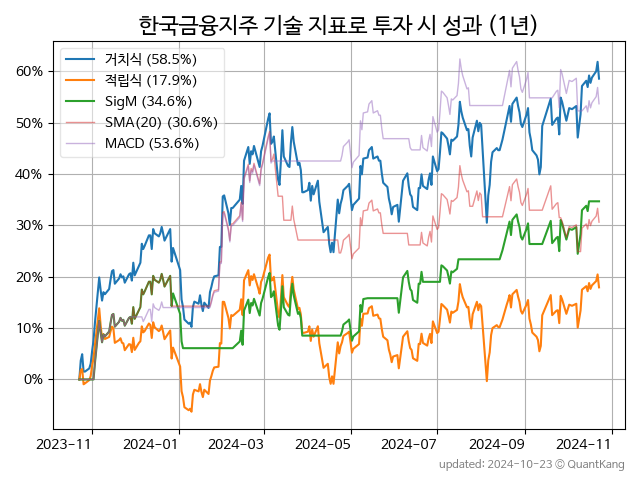 한국금융지주 기술 지표로 투자 시 성과 (1년)
거치식 (58.5%)
적립식 (17.9%)
SigM (34.6%)
SMA(20) (30.6%)
MACD (53.6%)
60%
50%
40%
30%
20%
10%
0%
2023-11 2024-01 2024-03 2024-05 2024-07 2024-09 2024-11
updated: 2024-10-23 © QuantKang